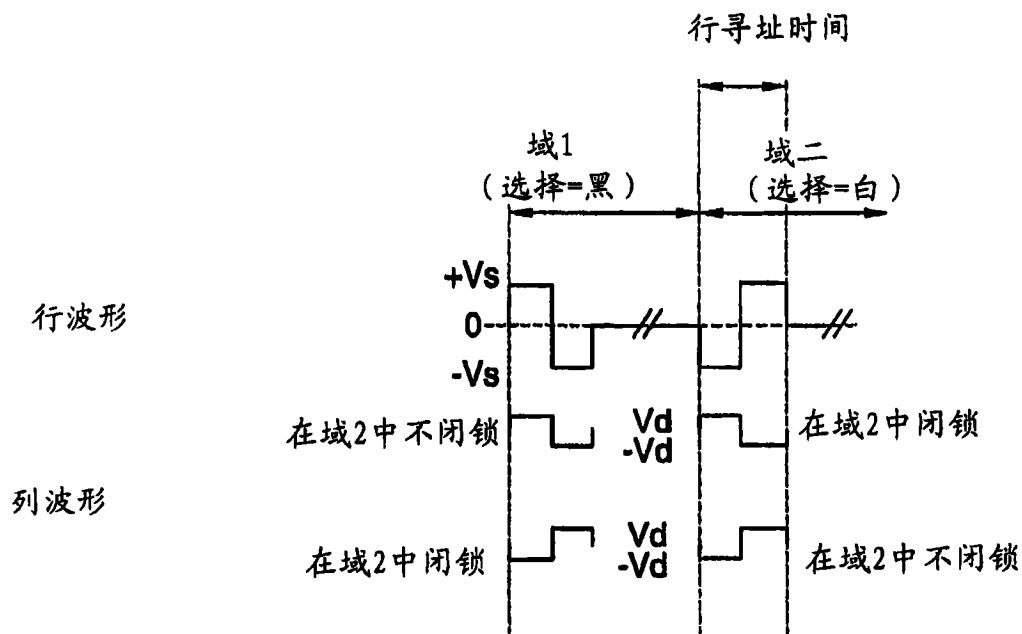 行寻址时间
域1
(选择=黑)
域二
(选择=白)
行波形
+Vs
0
-Vs
在域2中不闭锁
Vd
-Vd
在域2中闭锁
列波形
在域2中闭锁
Vd
-Vd
在域2中不闭锁